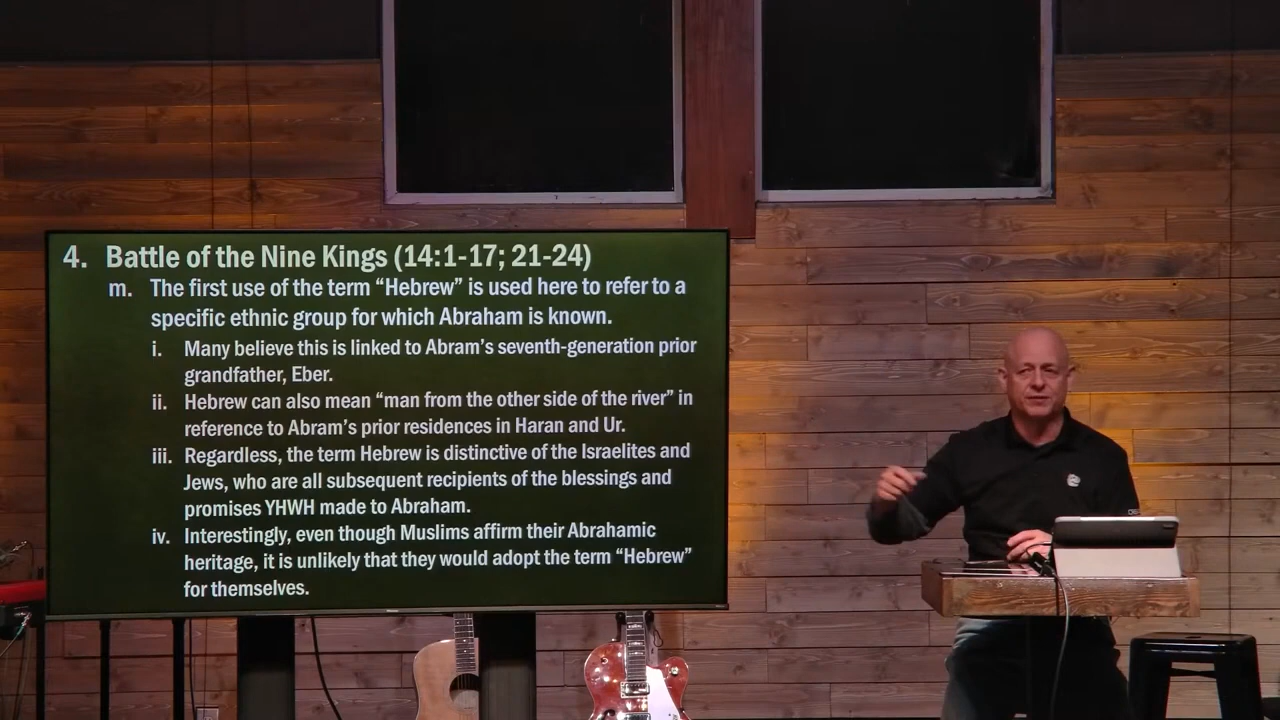 4. Battle of the Nine Kings (14:1-17; 21-24)
m. The first use of the term “Hebrew” is used here to refer to a
specific ethnic group for which Abraham is known.
i. Many believe this is linked to Abram’s seventh-generation prior
grandfather, Eber.
ii. Hebrew can also mean “man from the other side of the river” in
reference to Abram’s prior residences in Haran and Ur.
iii. Regardless, the term Hebrew is distinctive of the Israelites and
Jews, who are all subsequent recipients of the blessings and
promises YHWH made to Abraham.
iv. Interestingly, even though Muslims affirm their Abrahamic
heritage, it is unlikely that they would adopt the term “Hebrew”
for themselves.